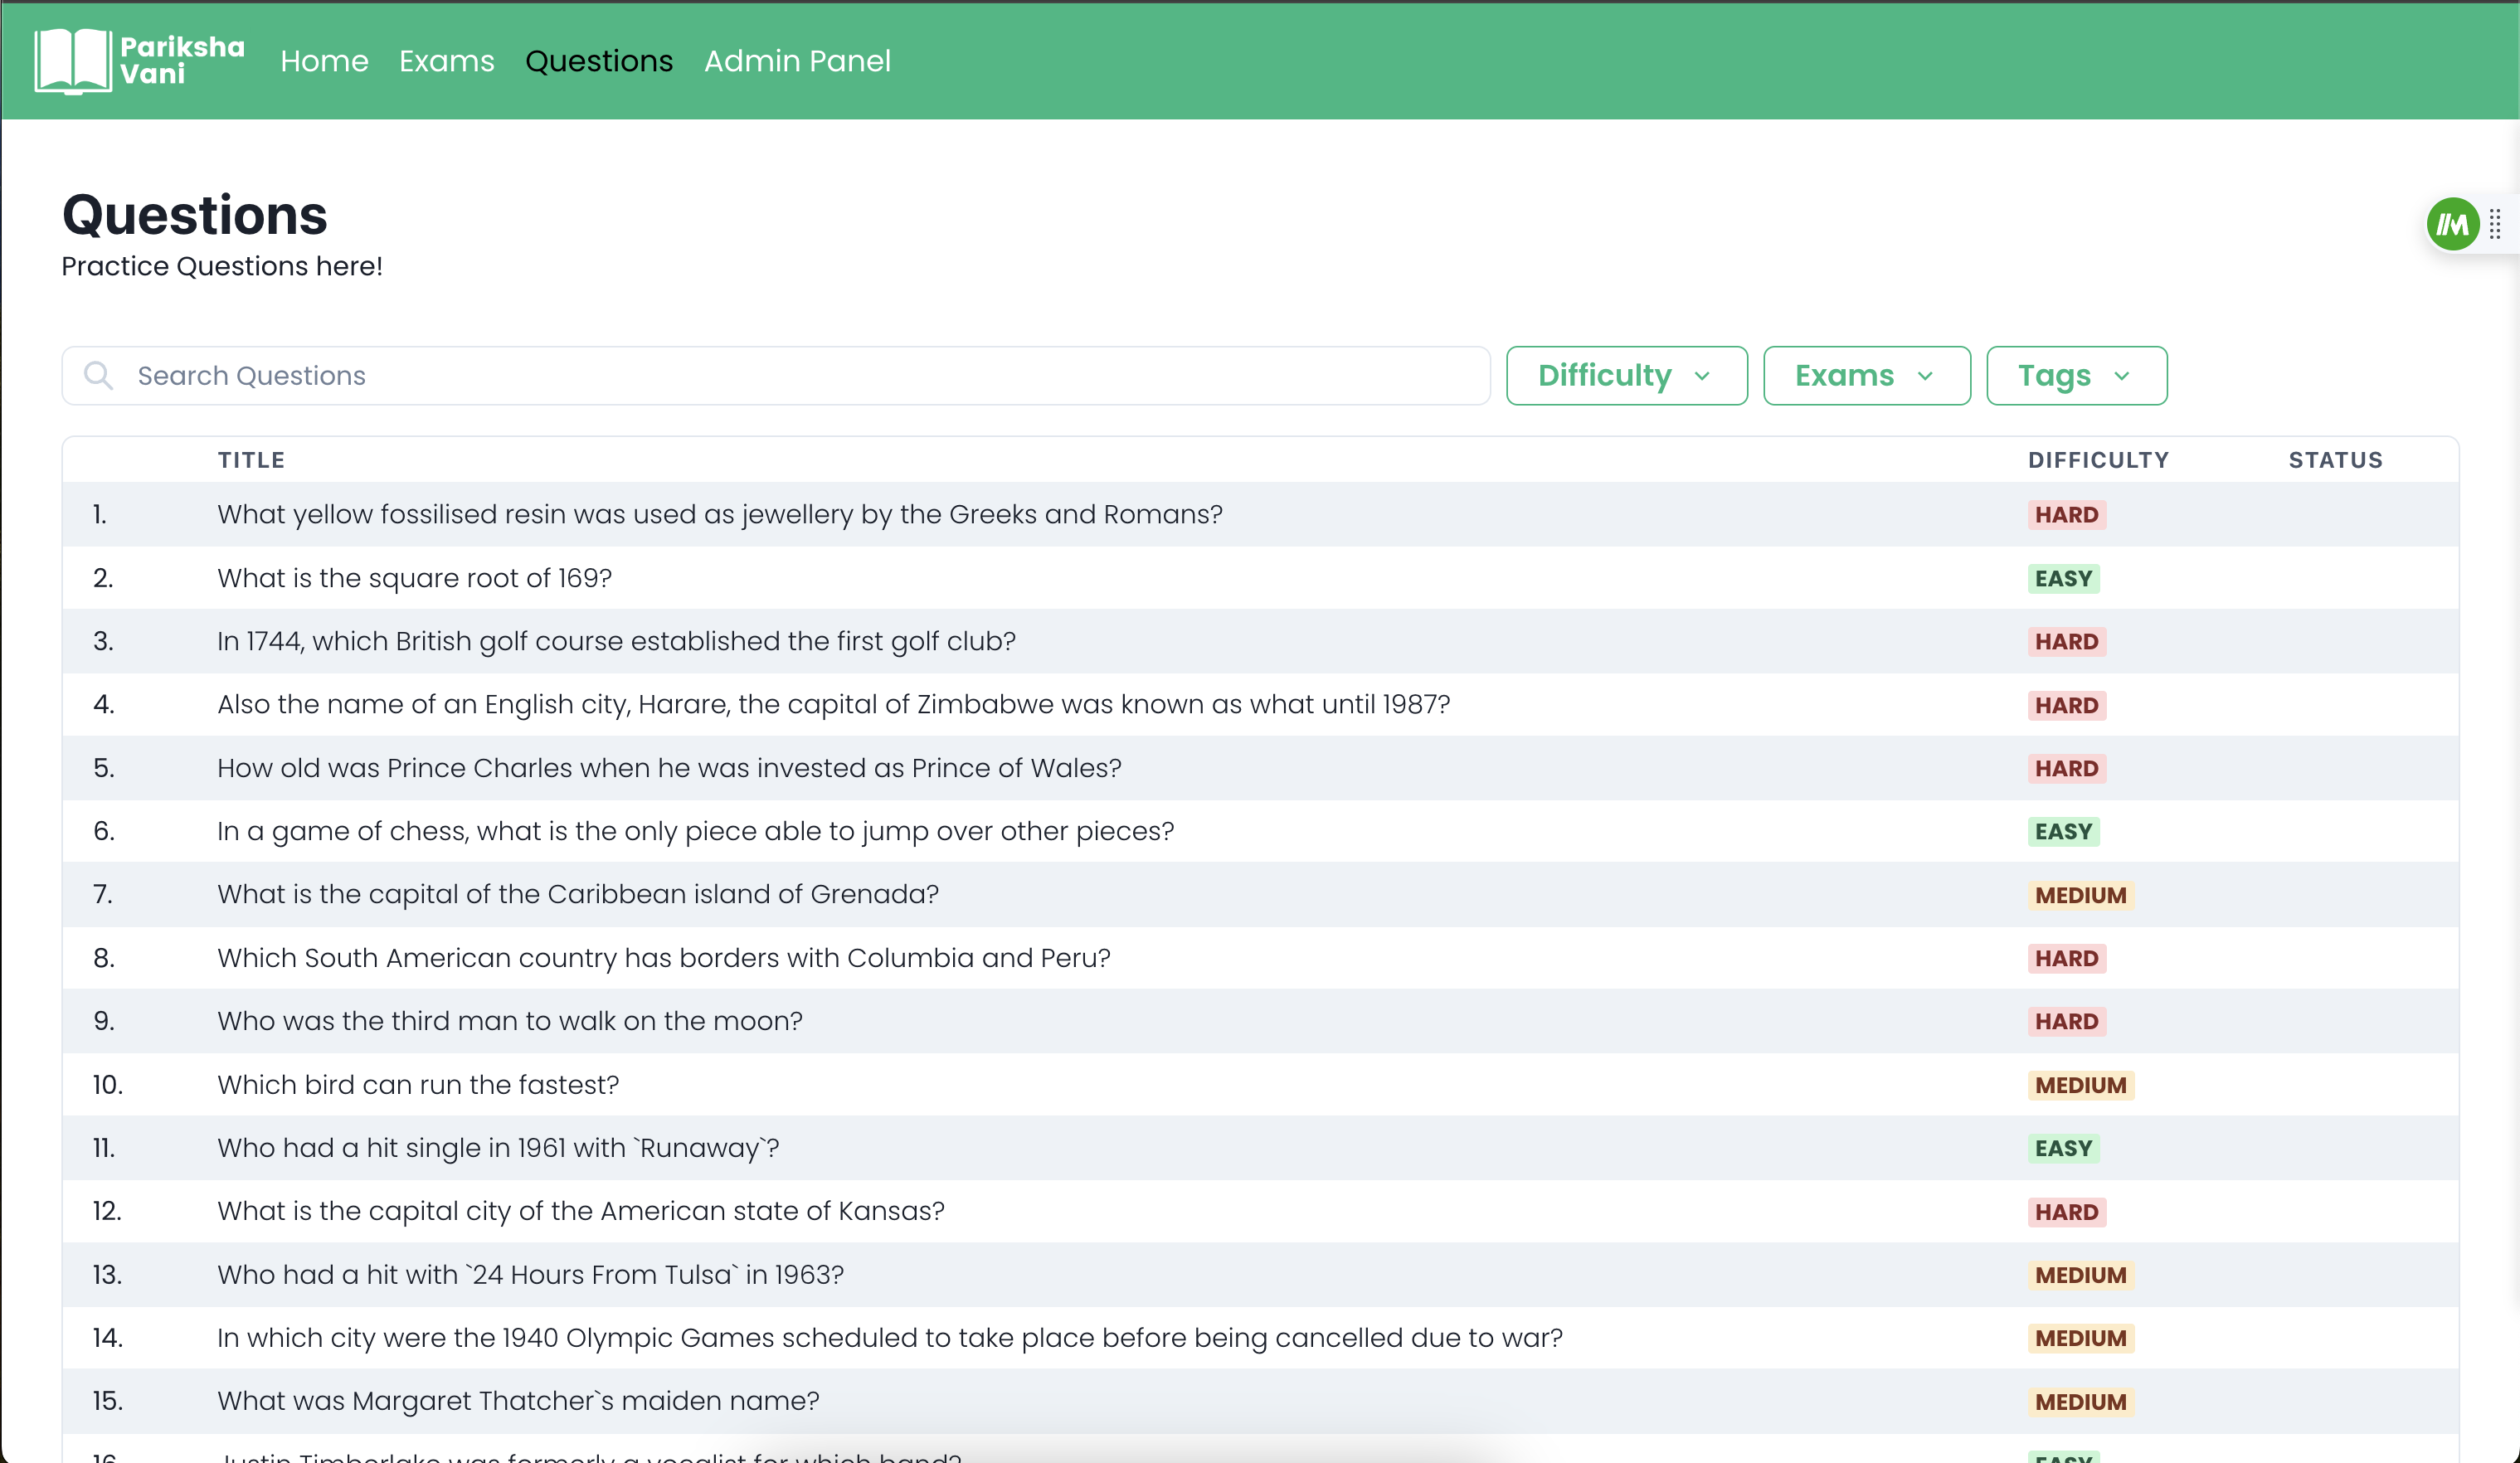 Pariksha
Vani
Home Exams Questions Admin Panel
Questions
Practice Questions here!
Search Questions Difficulty Exams Tags
TITLE DIFFICULTY STATUS
1. What yellow fossilised resin was used as jewellery by the Greeks and Romans? HARD
2. What is the square root of 169? EASY
3. In 1744, which British golf course established the first golf club? HARD
4. Also the name of an English city, Harare, the capital of Zimbabwe was known as what until 1987? HARD
5. How old was Prince Charles when he was invested as Prince of Wales? HARD
6. In a game of chess, what is the only piece able to jump over other pieces? EASY
7. What is the capital of the Caribbean island of Grenada? MEDIUM
8. Which South American country has borders with Columbia and Peru? HARD
9. Who was the third man to walk on the moon? HARD
10. Which bird can run the fastest? MEDIUM
11. Who had a hit single in 1961 with `Runaway`? EASY
12. What is the capital city of the American state of Kansas? HARD
13. Who had a hit with `24 Hours From Tulsa` in 1963? MEDIUM
14. In which city were the 1940 Olympic Games scheduled to take place before being cancelled due to war? MEDIUM
15. What was Margaret Thatcher`s maiden name? MEDIUM
16. Justin Timberlake was formerly a vocalist for which band? EASY